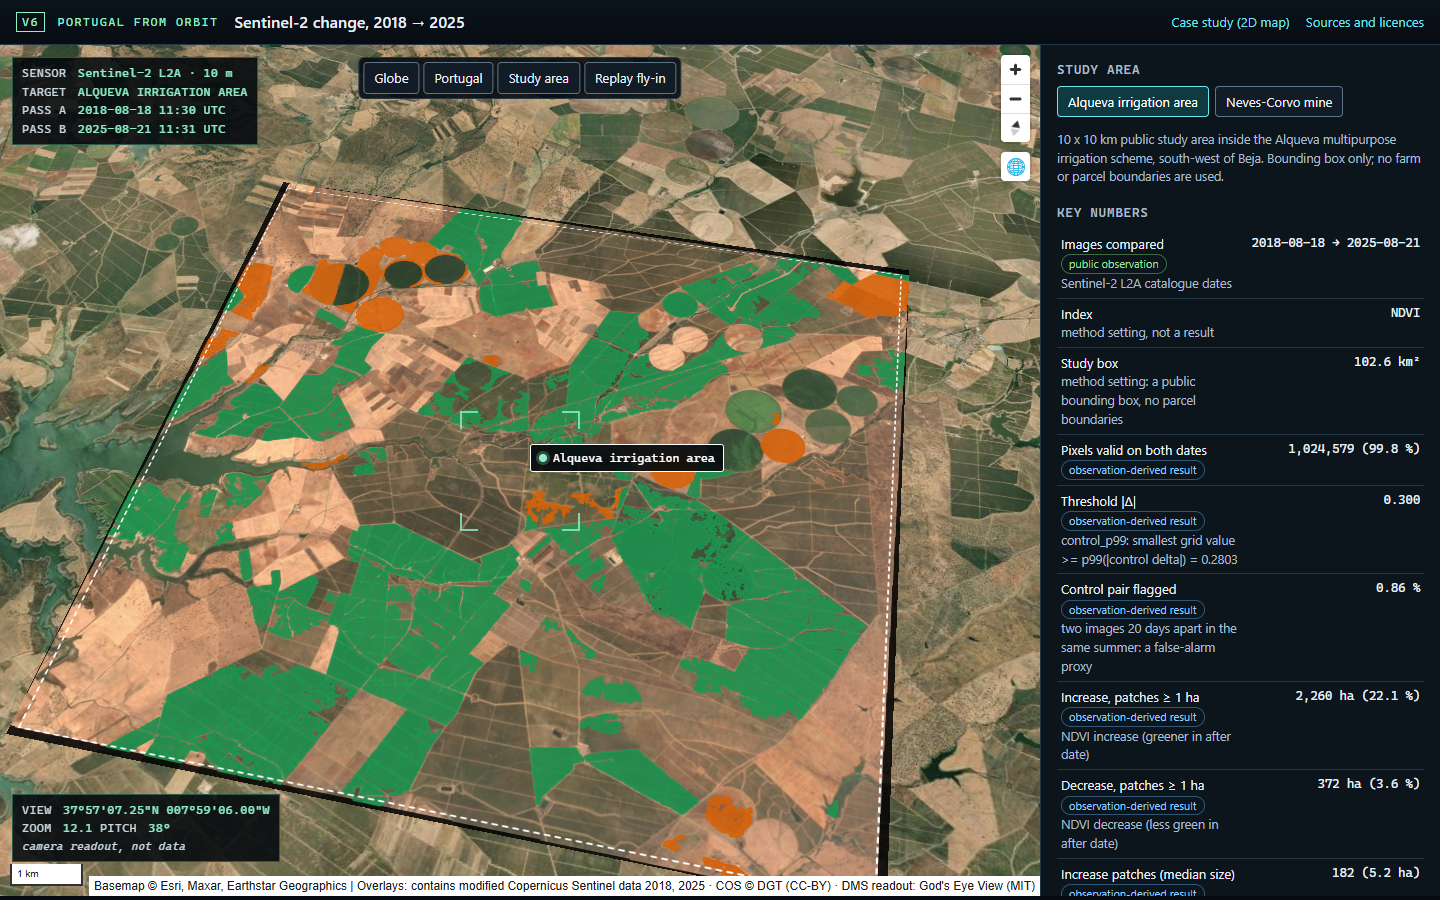 V6 PORTUGAL FROM ORBIT Sentinel-2 change, 2018 → 2025
Case study (2D map) Sources and licences
SENSOR Sentinel-2 L2A · 10 m
TARGET ALQUEVA IRRIGATION AREA
PASS A 2018-08-18 11:30 UTC
PASS B 2025-08-21 11:31 UTC
Globe Portugal Study area Replay fly-in
Alqueva irrigation area
VIEW 37°57'07.25"N 007°59'06.00"W
ZOOM 12.1 PITCH 38°
camera readout, not data
1 km
Basemap © Esri, Maxar, Earthstar Geographics | Overlays: contains modified Copernicus Sentinel data 2018, 2025 · COS © DGT (CC-BY) · DMS readout: God's Eye View (MIT)
STUDY AREA
Alqueva irrigation area Neves-Corvo mine
10 x 10 km public study area inside the Alqueva multipurpose
irrigation scheme, south-west of Beja. Bounding box only; no farm
or parcel boundaries are used.
KEY NUMBERS
Images compared 2018-08-18 → 2025-08-21
public observation
Sentinel-2 L2A catalogue dates
Index NDVI
method setting, not a result
Study box 102.6 km²
method setting: a public
bounding box, no parcel
boundaries
Pixels valid on both dates 1,024,579 (99.8 %)
observation-derived result
Threshold |Δ| 0.300
observation-derived result
control_p99: smallest grid value
>= p99(|control delta|) = 0.2803
Control pair flagged 0.86 %
observation-derived result
two images 20 days apart in the
same summer: a false-alarm
proxy
Increase, patches ≥ 1 ha 2,260 ha (22.1 %)
observation-derived result
NDVI increase (greener in after
date)
Decrease, patches ≥ 1 ha 372 ha (3.6 %)
observation-derived result
NDVI decrease (less green in
after date)
Increase patches (median size) 182 (5.2 ha)
observation-derived result